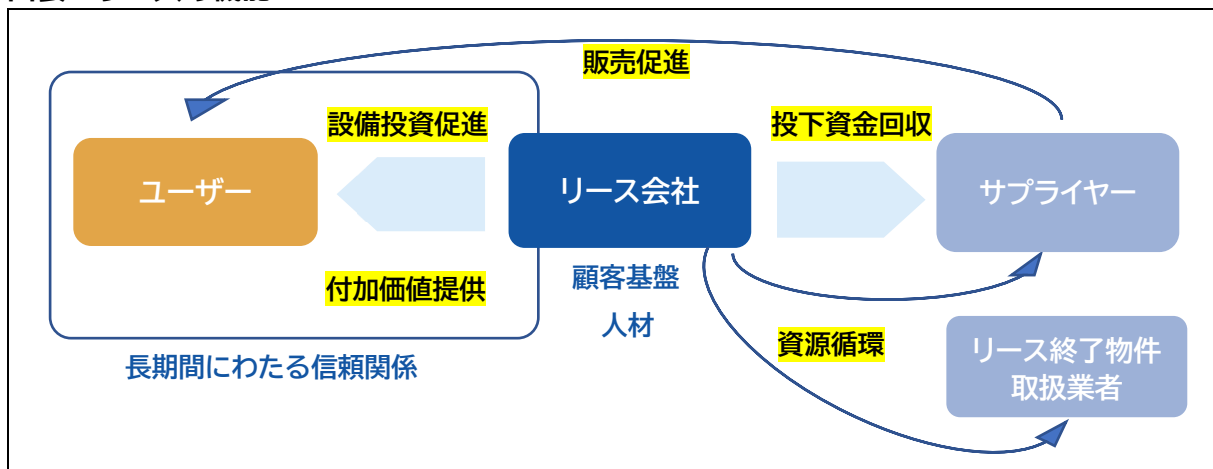 販売促進
設備投資促進
投下資金回収
ユーザー
リース会社
サプライヤー
付加価値提供
顧客基盤
人材
資源循環
リース終了物件
取扱業者
長期間にわたる信頼関係